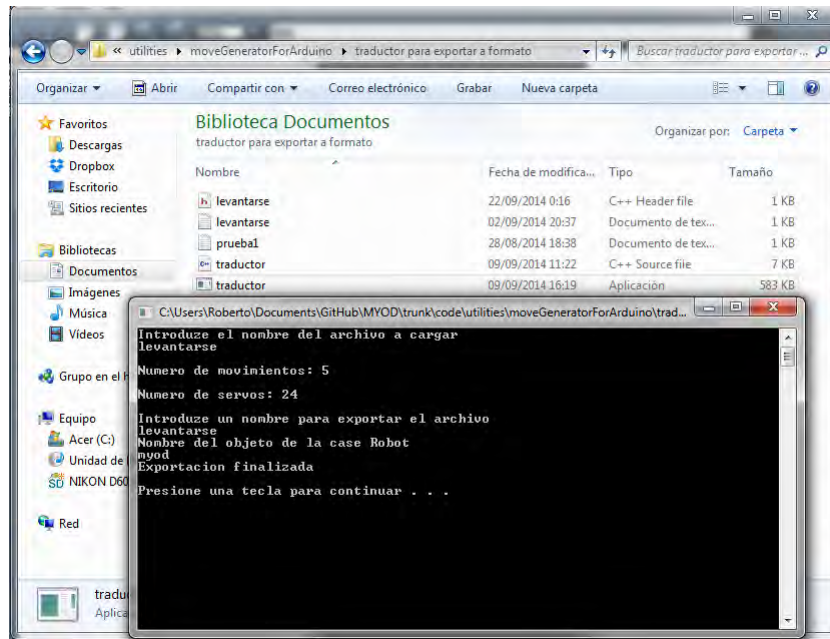 « utilities ▸ moveGeneratorForArduino ▸ traductor para exportar a formato
Buscar traductor para exportar ...
Organizar Abrir Compartir con Correo electrónico Grabar Nueva carpeta
Favoritos
Descargas
Dropbox
Escritorio
Sitios recientes
Bibliotecas
Documentos
Imágenes
Música
Vídeos
Grupo en el h
Equipo
Acer (C:)
Unidad de
NIKON D60
Red
Biblioteca Documentos
traductor para exportar a formato
Organizar por: Carpeta
Nombre Fecha de modifica... Tipo Tamaño
levantarse 22/09/2014 0:16 C++ Header file 1 KB
levantarse 02/09/2014 20:37 Documento de tex... 1 KB
prueba1 28/08/2014 18:38 Documento de tex... 1 KB
traductor 09/09/2014 11:22 C++ Source file 7 KB
traductor 09/09/2014 16:19 Aplicación 583 KB
C:\Users\Roberto\Documents\GitHub\MYOD\trunk\code\utilities\moveGeneratorForArduino\trad...
Introduze el nombre del archivo a cargar
levantarse
Numero de movimientos: 5
Numero de servos: 24
Introduze un nombre para exportar el archivo
levantarse
Nombre del objeto de la case Robot
myod
Exportacion finalizada
Presione una tecla para continuar . . .
tradu
Aplica